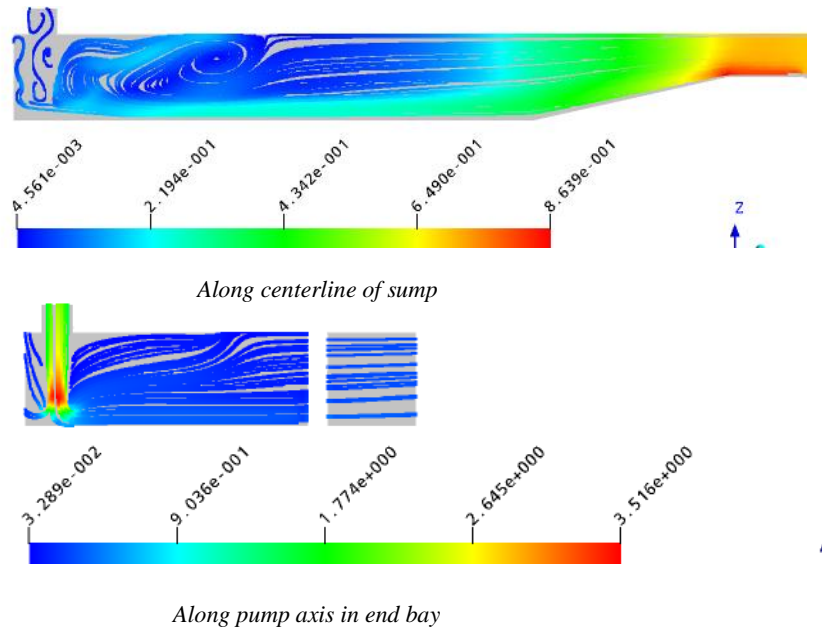 4.561e-003
2.194e-001
4.342e-001
6.490e-001
8.639e-001
Z
Along centerline of sump
3.289e-002
9.036e-001
1.774e+000
2.645e+000
3.516e+000
Along pump axis in end bay